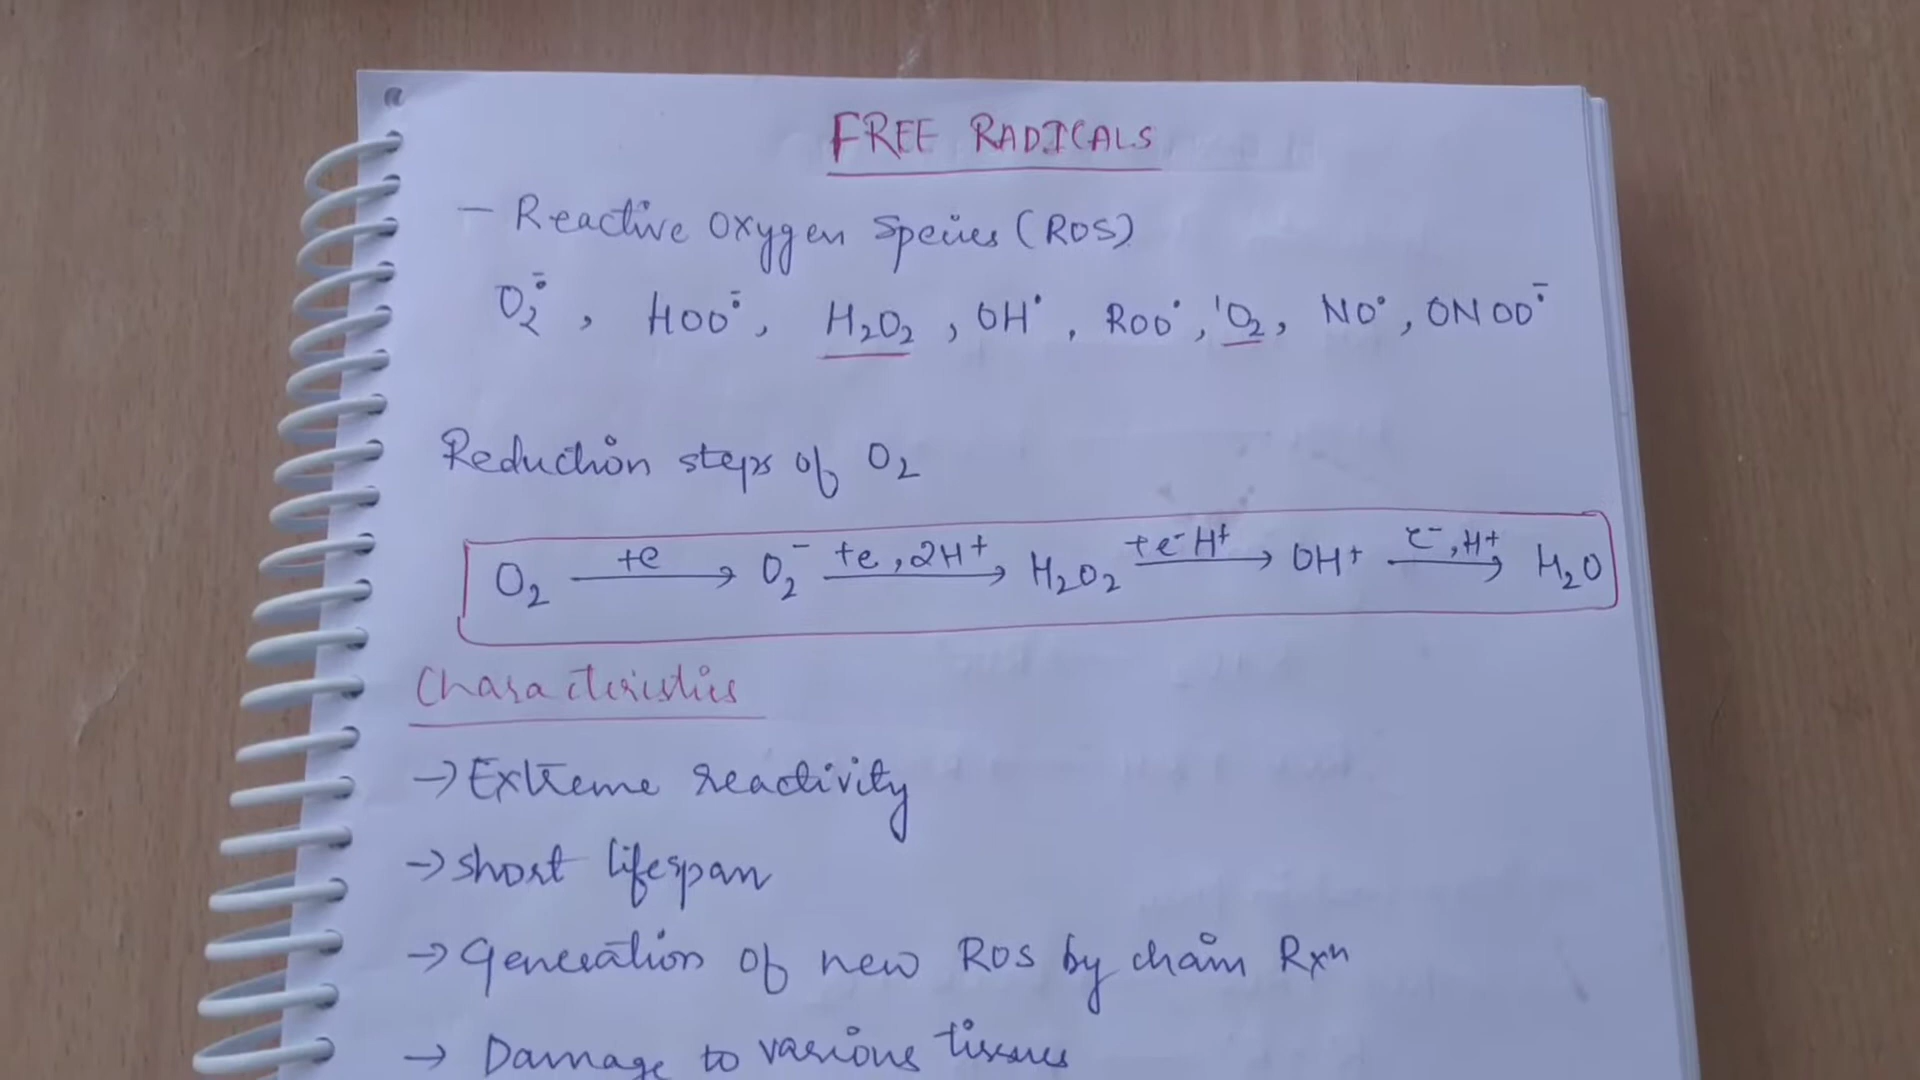 FREE RADICALS
- Reactive Oxygen Species (ROS)
O₂⁻•, HOO⁻•, H₂O₂, OH•, ROO•, ¹O₂, NO•, ONOO⁻•
Reduction steps of O₂
O₂ +e → O₂⁻ +e, 2H⁺ → H₂O₂ +e⁻ H⁺ → OH+ e⁻, H⁺ → H₂O
Characteristics
→ Extreme reactivity
→ Short lifespan
→ Generation of new ROS by chain Rxn
→ Damage to various tissues